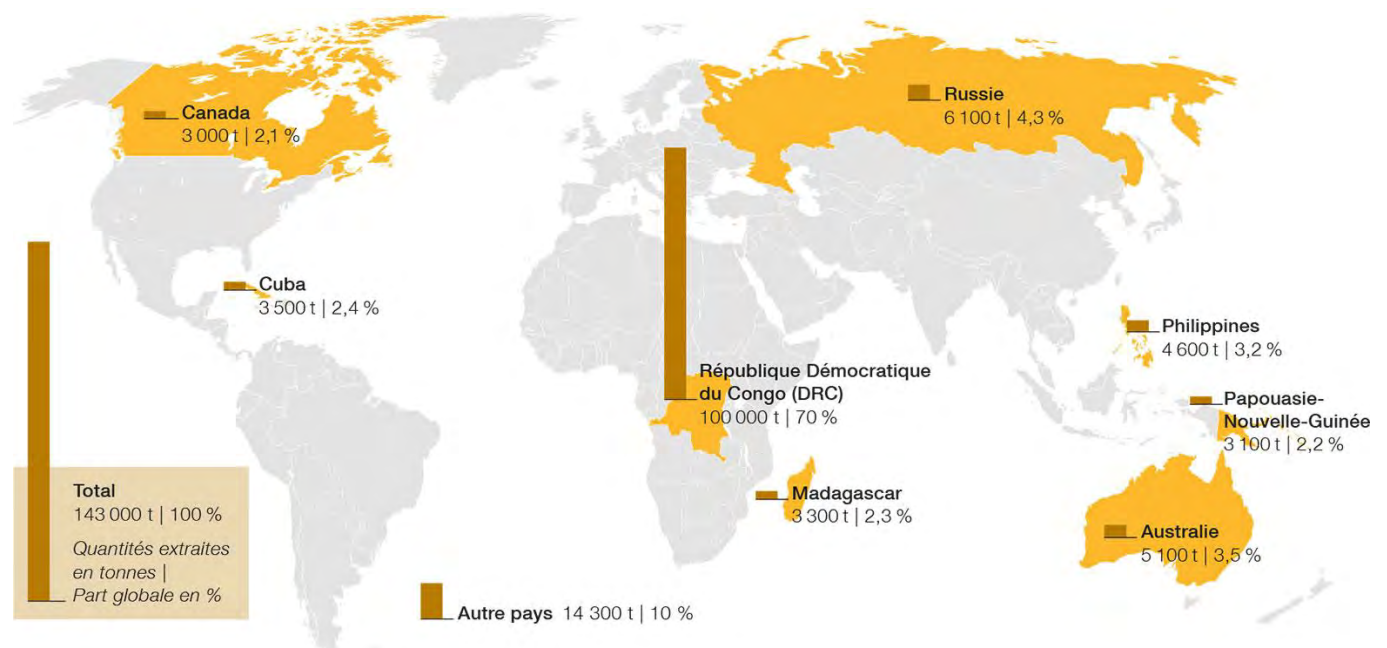 Canada
3 000 t | 2,1 %
Russie
6 100 t | 4,3 %
Cuba
3 500 t | 2,4 %
Philippines
4 600 t | 3,2 %
République Démocratique
du Congo (DRC)
100 000 t | 70 %
Papouasie-
Nouvelle-Guinée
3 100 t | 2,2 %
Madagascar
3 300 t | 2,3 %
Australie
5 100 t | 3,5 %
Total
143 000 t | 100 %
Quantités extraites
en tonnes |
Part globale en %
Autre pays 14 300 t | 10 %